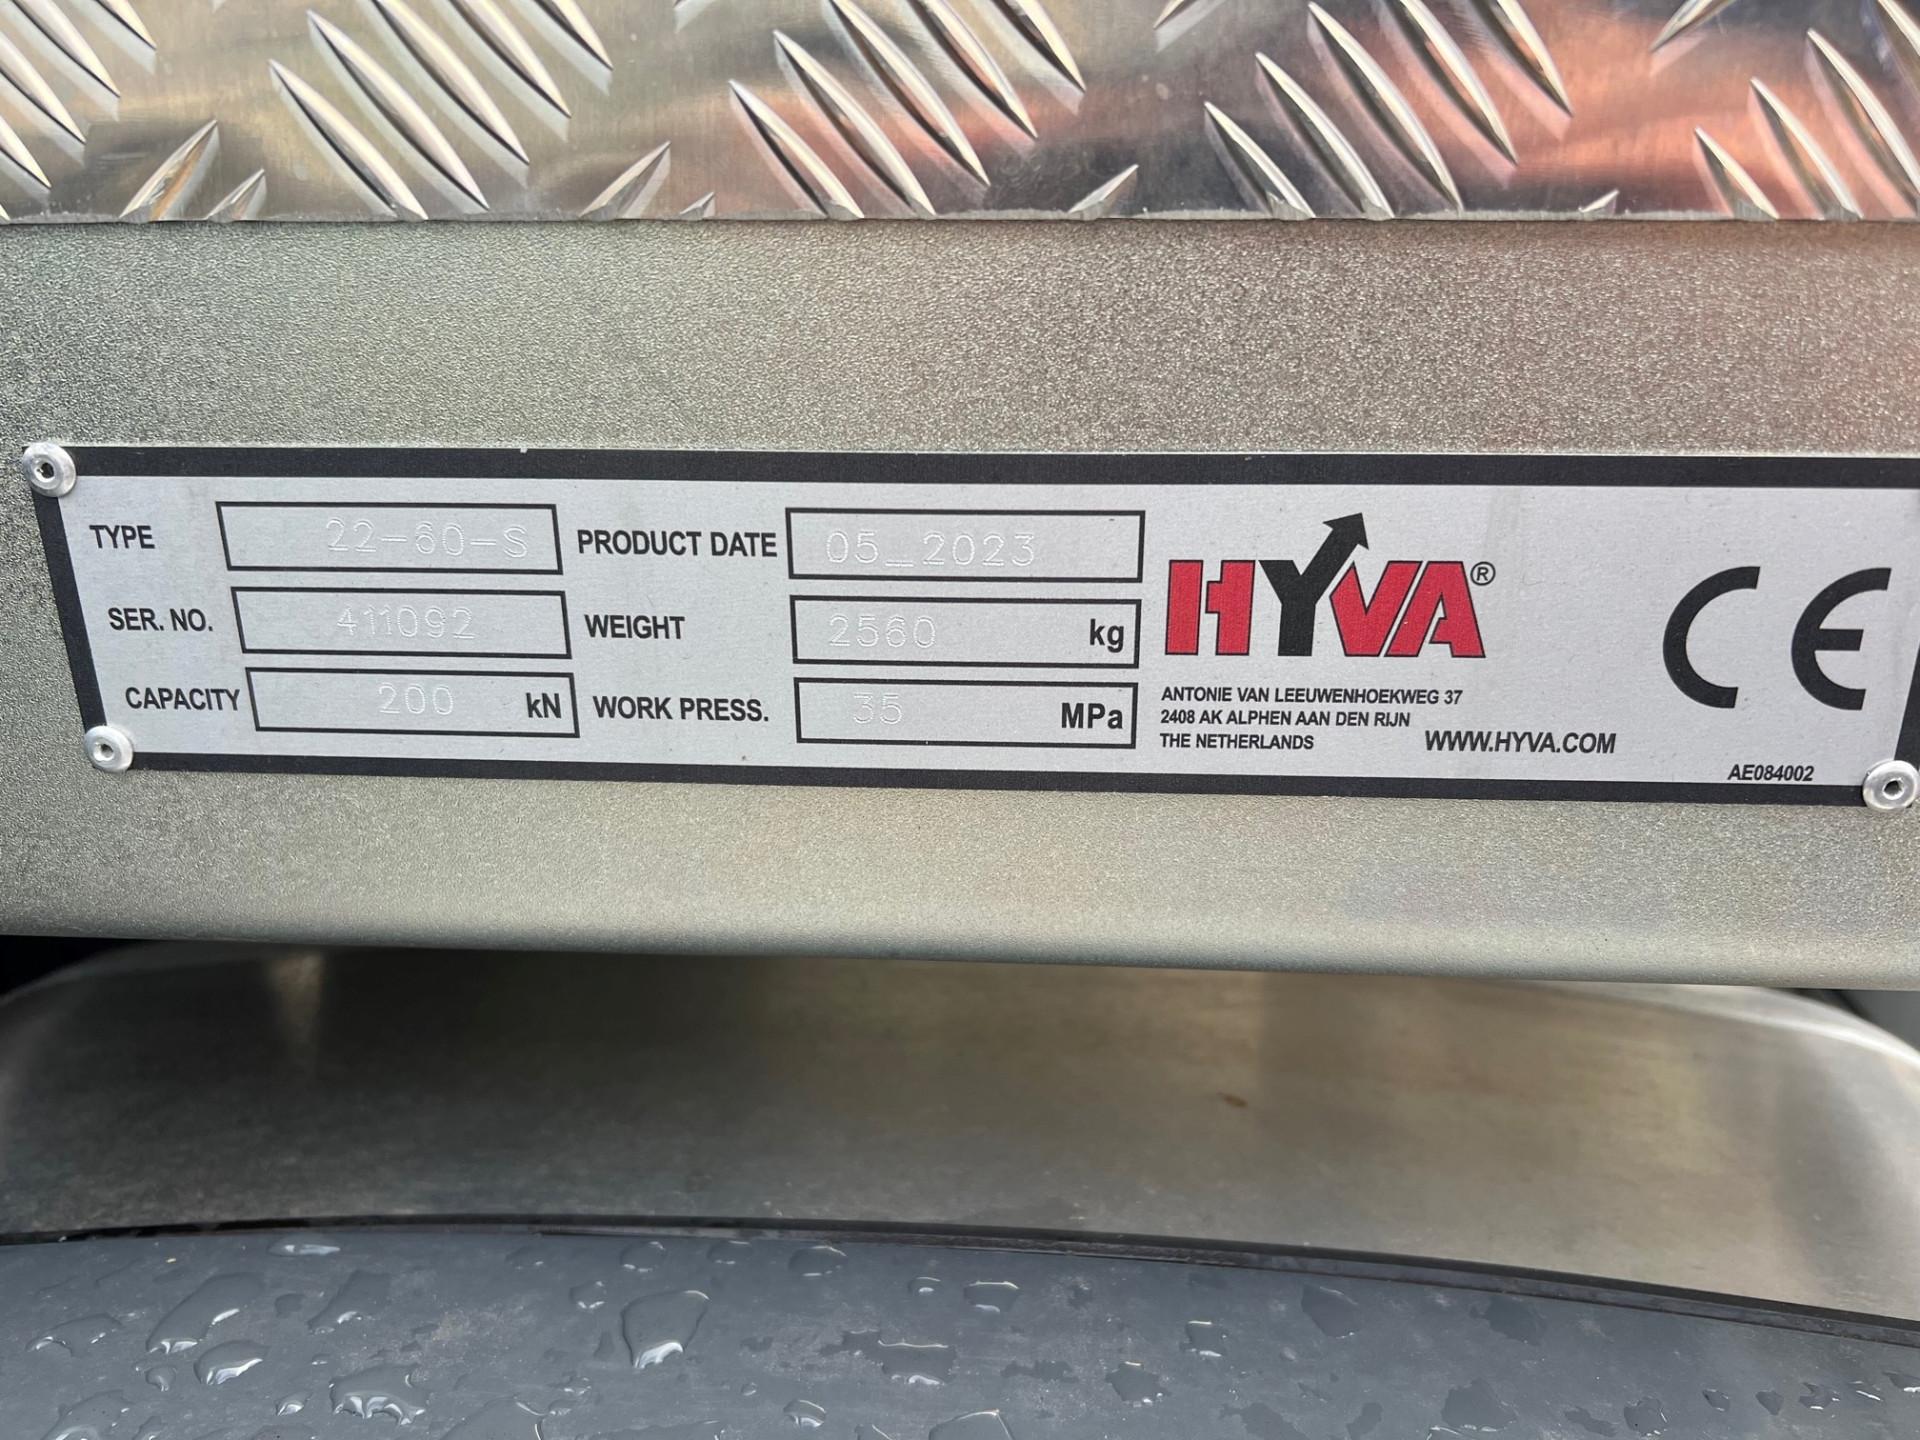 TYPE 22-60-S PRODUCT DATE 05_2023
SER. NO. 411092 WEIGHT 2560 kg
CAPACITY 200 kN WORK PRESS. 35 MPa
HYVA®
ANTONIE VAN LEEUWENHOEKWEG 37
2408 AK ALPHEN AAN DEN RIJN
THE NETHERLANDS WWW.HYVA.COM
CE
AE084002